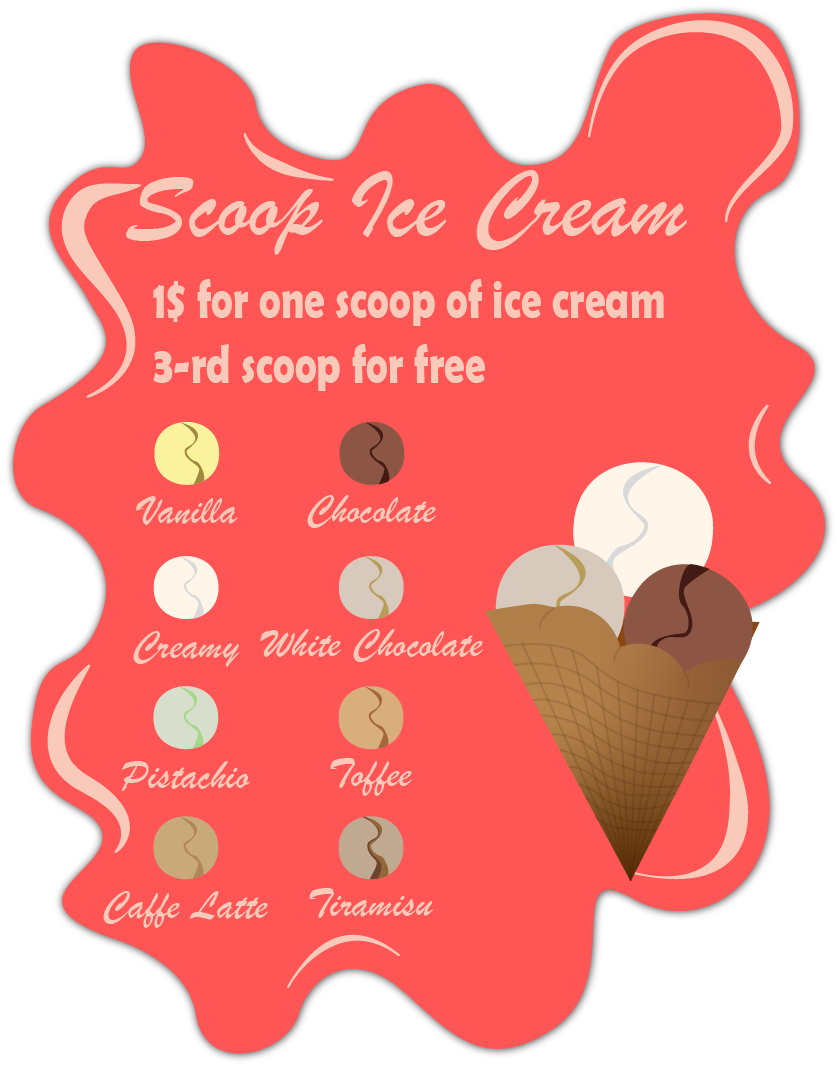 Scoop Ice Cream
1$ for one scoop of ice cream
3-rd scoop for free
Vanilla
Chocolate
Creamy
White Chocolate
Pistachio
Toffee
Caffe Latte
Tiramisu